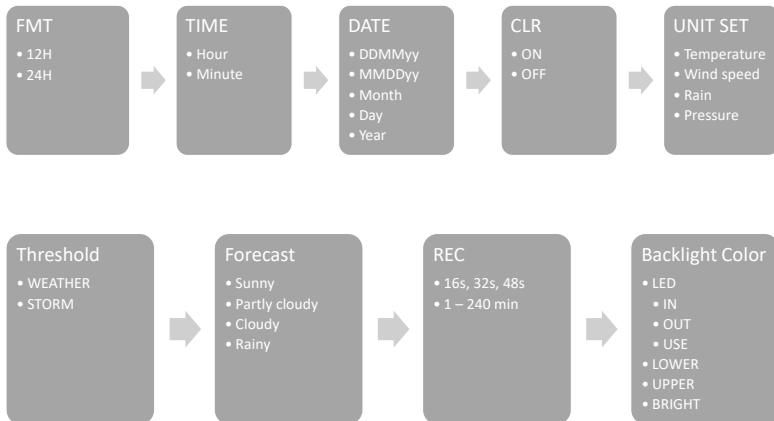 FMT
• 12H
• 24H
TIME
• Hour
• Minute
DATE
• DDMMyy
• MMDDyy
• Month
• Day
• Year
CLR
• ON
• OFF
UNIT SET
• Temperature
• Wind speed
• Rain
• Pressure
Threshold
• WEATHER
• STORM
Forecast
• Sunny
• Partly cloudy
• Cloudy
• Rainy
REC
• 16s, 32s, 48s
• 1 – 240 min
Backlight Color
• LED
• IN
• OUT
• USE
• LOWER
• UPPER
• BRIGHT